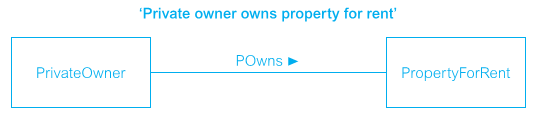 ‘Private owner owns property for rent’
POwns ►
PrivateOwner
PropertyForRent